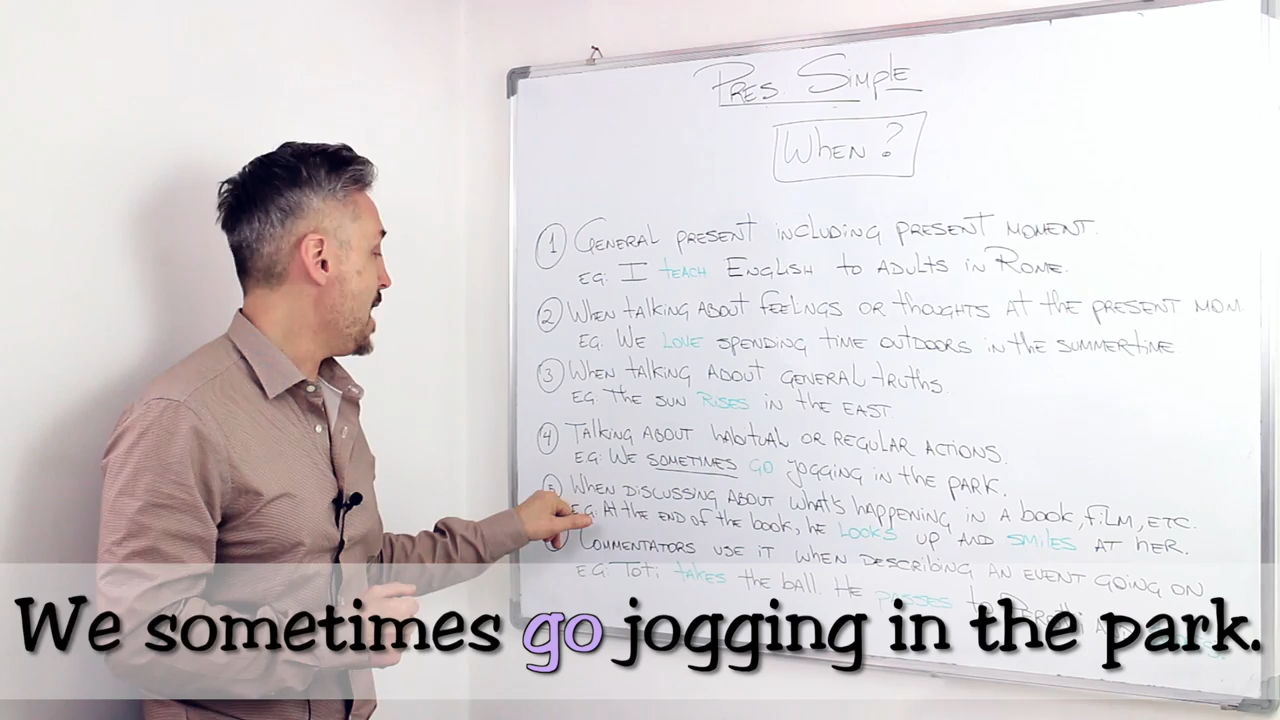 Pres. Simple
When?
1 General present including present moment.
eg: I teach English to adults in Rome.
2 When talking about feelings or thoughts at the present mom
eg. We love spending time outdoors in the summertime
3 When talking about general truths.
e.g. The sun rises in the east.
4 Talking about habitual or regular actions.
e.g: We sometimes go jogging in the park.
5 When discussing about what's happening in a book, film, etc.
e.g: At the end of the book, he looks up and smiles at her.
Commentators use it when describing an event going on
e.g: Toti takes the ball. He passes to
We sometimes go jogging in the park.